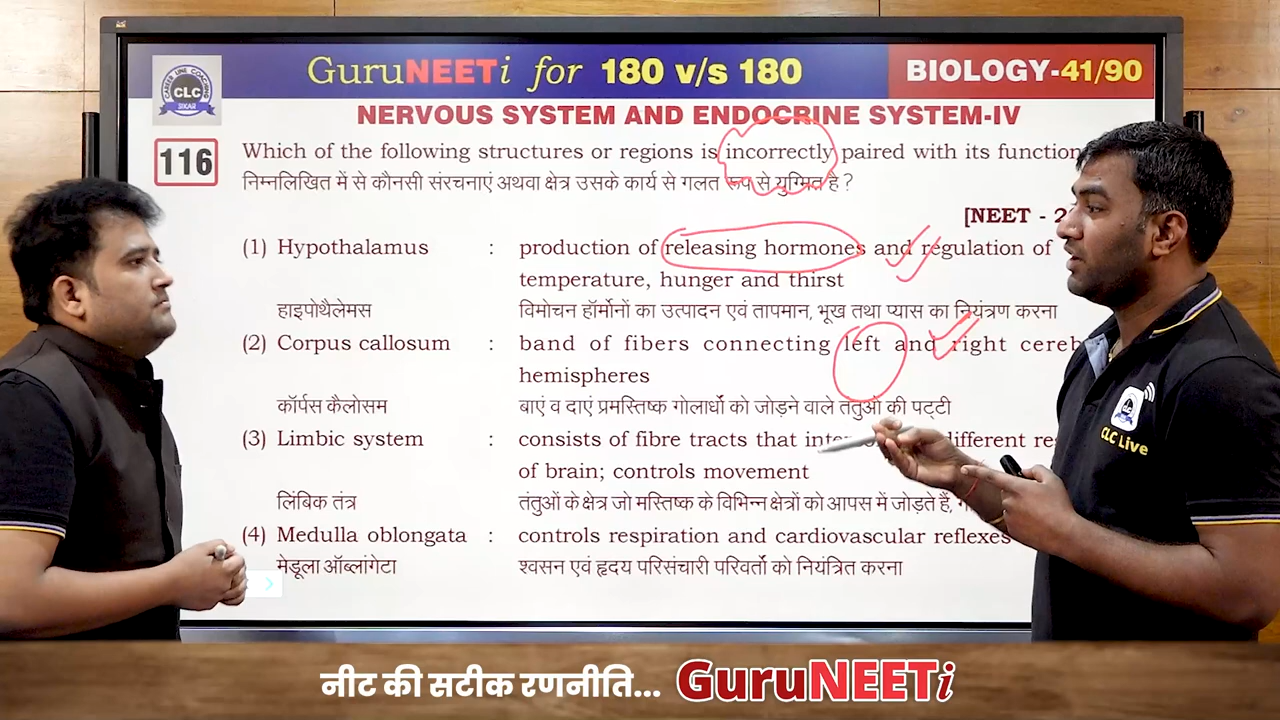 GuruNEETi for 180 v/s 180
BIOLOGY-41/90
CLC
SIKAR
NERVOUS SYSTEM AND ENDOCRINE SYSTEM-IV
116
Which of the following structures or regions is incorrectly paired with its function
निम्नलिखित में से कौनसी संरचनाएं अथवा क्षेत्र उसके कार्य से गलत रूप से युग्मित है ?
[NEET - 2
(1) Hypothalamus : production of releasing hormones and regulation of
temperature, hunger and thirst
हाइपोथैलेमस विमोचन हॉर्मोनों का उत्पादन एवं तापमान, भूख तथा प्यास का नियंत्रण करना
(2) Corpus callosum : band of fibers connecting left and right cereb
hemispheres
कॉर्पस कैलोसम बाएं व दाएं प्रमस्तिष्क गोलार्धों को जोड़ने वाले तंतुओं की पट्टी
(3) Limbic system : consists of fibre tracts that inter different re
of brain; controls movement
लिंबिक तंत्र तंतुओं के क्षेत्र जो मस्तिष्क के विभिन्न क्षेत्रों को आपस में जोड़ते हैं,
(4) Medulla oblongata : controls respiration and cardiovascular reflexes
मेडूला ऑब्लांगेटा श्वसन एवं हृदय परिसंचारी परिवर्तों को नियंत्रित करना
CLC
CLC Live
नीट की सटीक रणनीति... GuruNEETi